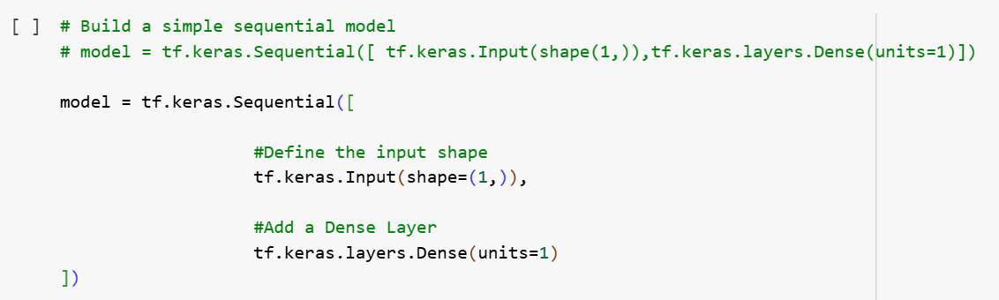 [ ] # Build a simple sequential model
# model = tf.keras.Sequential([ tf.keras.Input(shape(1,)),tf.keras.layers.Dense(units=1)])
model = tf.keras.Sequential([
#Define the input shape
tf.keras.Input(shape=(1,)),
#Add a Dense Layer
tf.keras.layers.Dense(units=1)
])